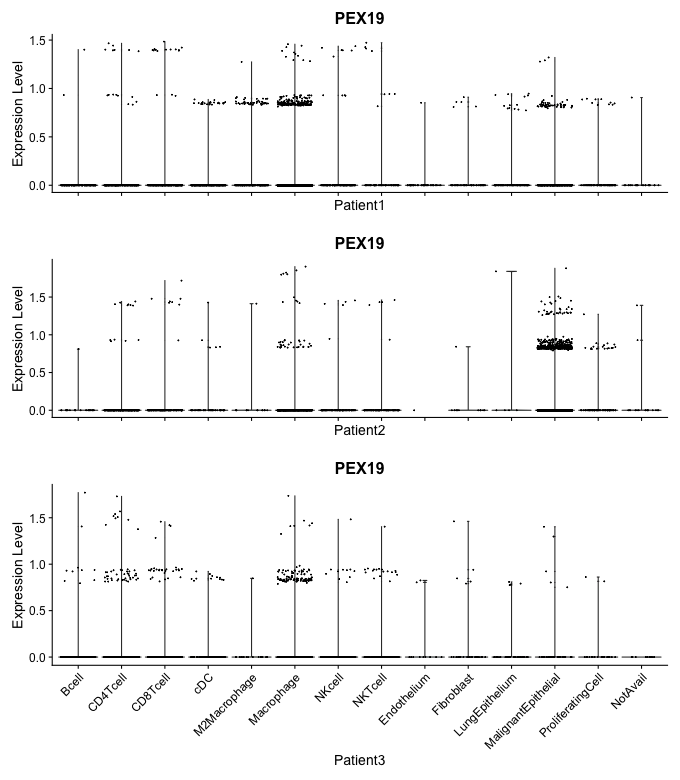 PEX19
Expression Level
1.5
1.0
0.5
0.0
Patient1
PEX19
Expression Level
1.5
1.0
0.5
0.0
Patient2
PEX19
Expression Level
1.5
1.0
0.5
0.0
Bcell
CD4Tcell
CD8Tcell
cDC
M2Macrophage
Macrophage
NKcell
NKTcell
Endothelium
Fibroblast
LungEpithelium
MalignantEpithelial
ProliferatingCell
NotAvail
Patient3